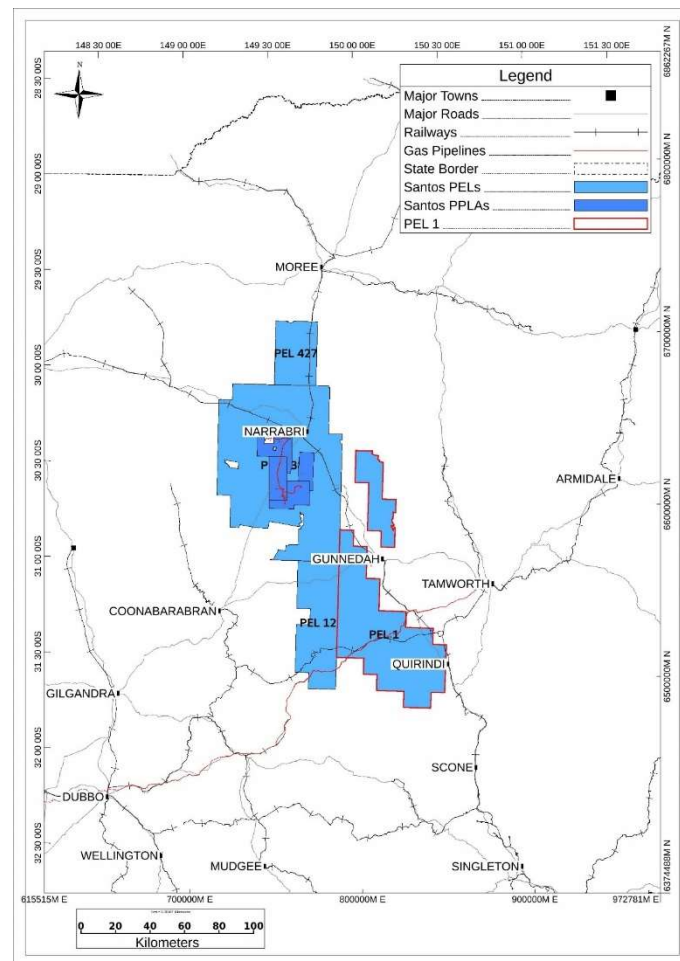 148 30 00E 149 00 00E 149 30 00E 150 00 00E 150 30 00E 151 00 00E 151 30 00E
28 30 00S
29 00 00S
29 30 00S
30 00 00S
30 30 00S
31 00 00S
31 30 00S
32 00 00S
32 30 00S
6862267M N
6800000M N
6700000M N
6600000M N
6500000M N
6374488M N
N
Legend
Major Towns
Major Roads
Railways
Gas Pipelines
State Border
Santos PELs
Santos PPLAs
PEL 1
MOREE
PEL 427
NARRABRI
P 3
ARMIDALE
GUNNEDAH
TAMWORTH
COONABARABRAN
PEL 12
PEL 1
QUIRINDI
GILGANDRA
SCONE
DUBBO
WELLINGTON
MUDGEE
SINGLETON
615515M E 700000M E 800000M E 900000M E 972781M E
0 20 40 60 80 100
Kilometers